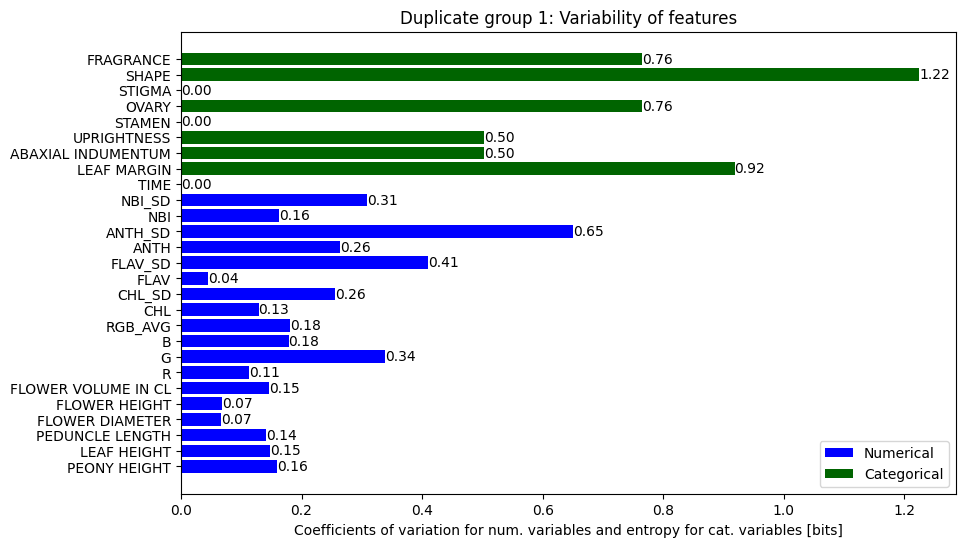 Duplicate group 1: Variability of features
FRAGRANCE 0.76
SHAPE 1.22
STIGMA 0.00
OVARY 0.76
STAMEN 0.00
UPRIGHTNESS 0.50
ABAXIAL INDUMENTUM 0.50
LEAF MARGIN 0.92
TIME 0.00
NBI_SD 0.31
NBI 0.16
ANTH_SD 0.65
ANTH 0.26
FLAV_SD 0.41
FLAV 0.04
CHL_SD 0.26
CHL 0.13
RGB_AVG 0.18
B 0.18
G 0.34
R 0.11
FLOWER VOLUME IN CL 0.15
FLOWER HEIGHT 0.07
FLOWER DIAMETER 0.07
PEDUNCLE LENGTH 0.14
LEAF HEIGHT 0.15
PEONY HEIGHT 0.16
Numerical
Categorical
0.0 0.2 0.4 0.6 0.8 1.0 1.2
Coefficients of variation for num. variables and entropy for cat. variables [bits]